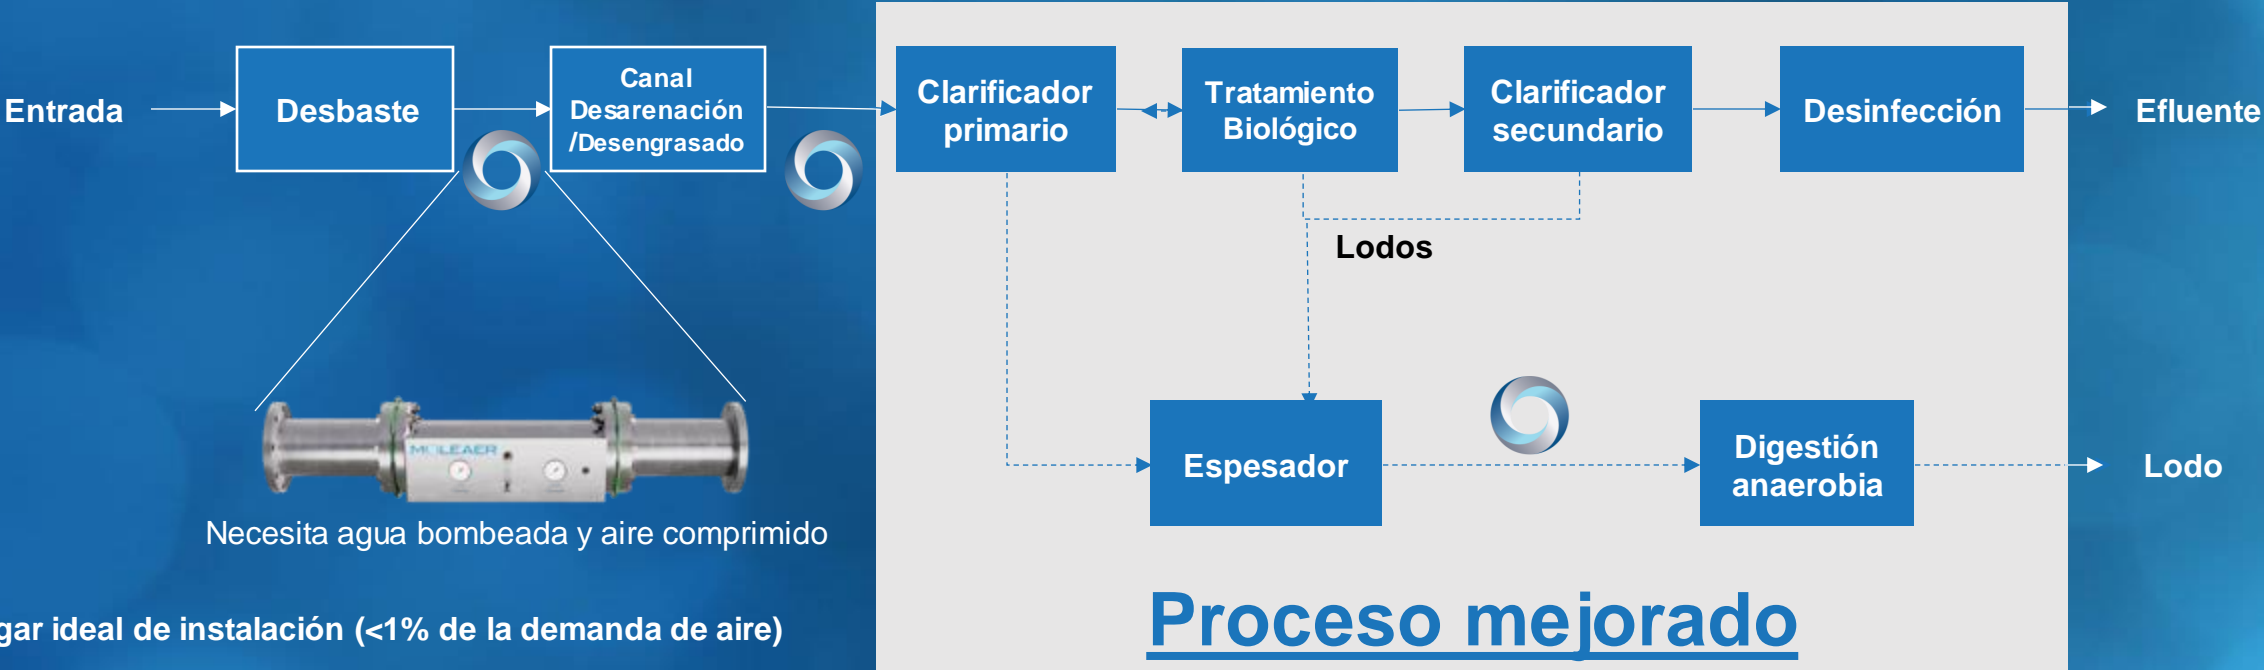 Entrada
Desbaste
Canal
Desarenación
/Desengrasado
Clarificador
primario
Tratamiento
Biológico
Clarificador
secundario
Desinfección
Efluente
Lodos
MOLEAER
Espesador
Digestión
anaerobia
Lodo
Necesita agua bombeada y aire comprimido
gar ideal de instalación (<1% de la demanda de aire)
Proceso mejorado